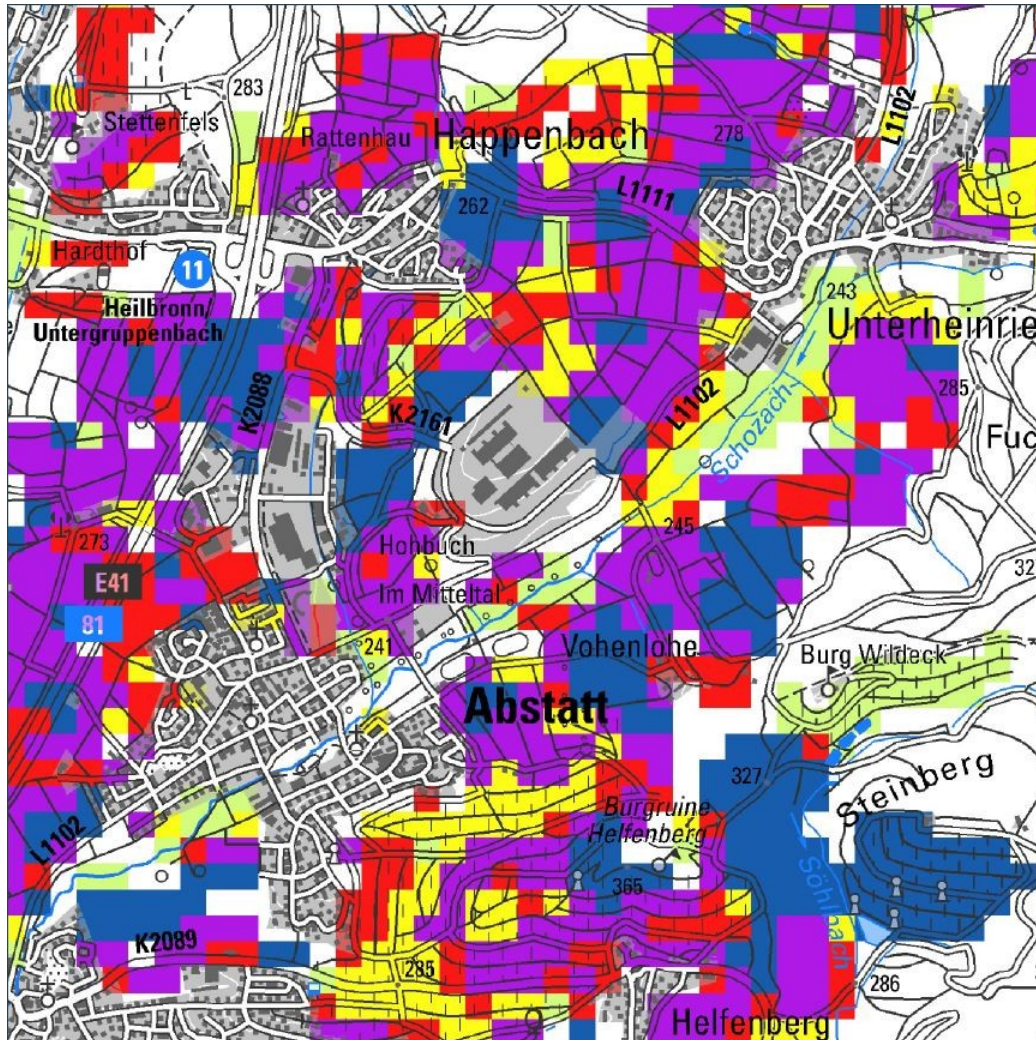 283
L1102
Stettenfels
Rattenhau
Happenbach
278
L1111
262
Hardthof
11
Heilbronn/
Untergruppenbach
243
Unterheinrie
285
K2088
K2161
L1102
Schozach
Fuc
273
Hohbuch
245
E41
Im Mitteltal
32
81
241
Vohenlohe
Burg Wildeck
Abstatt
327
Steinberg
Burgruine
Helfenberg
L1102
365
Söhlbach
K2089
285
286
Helfenberg